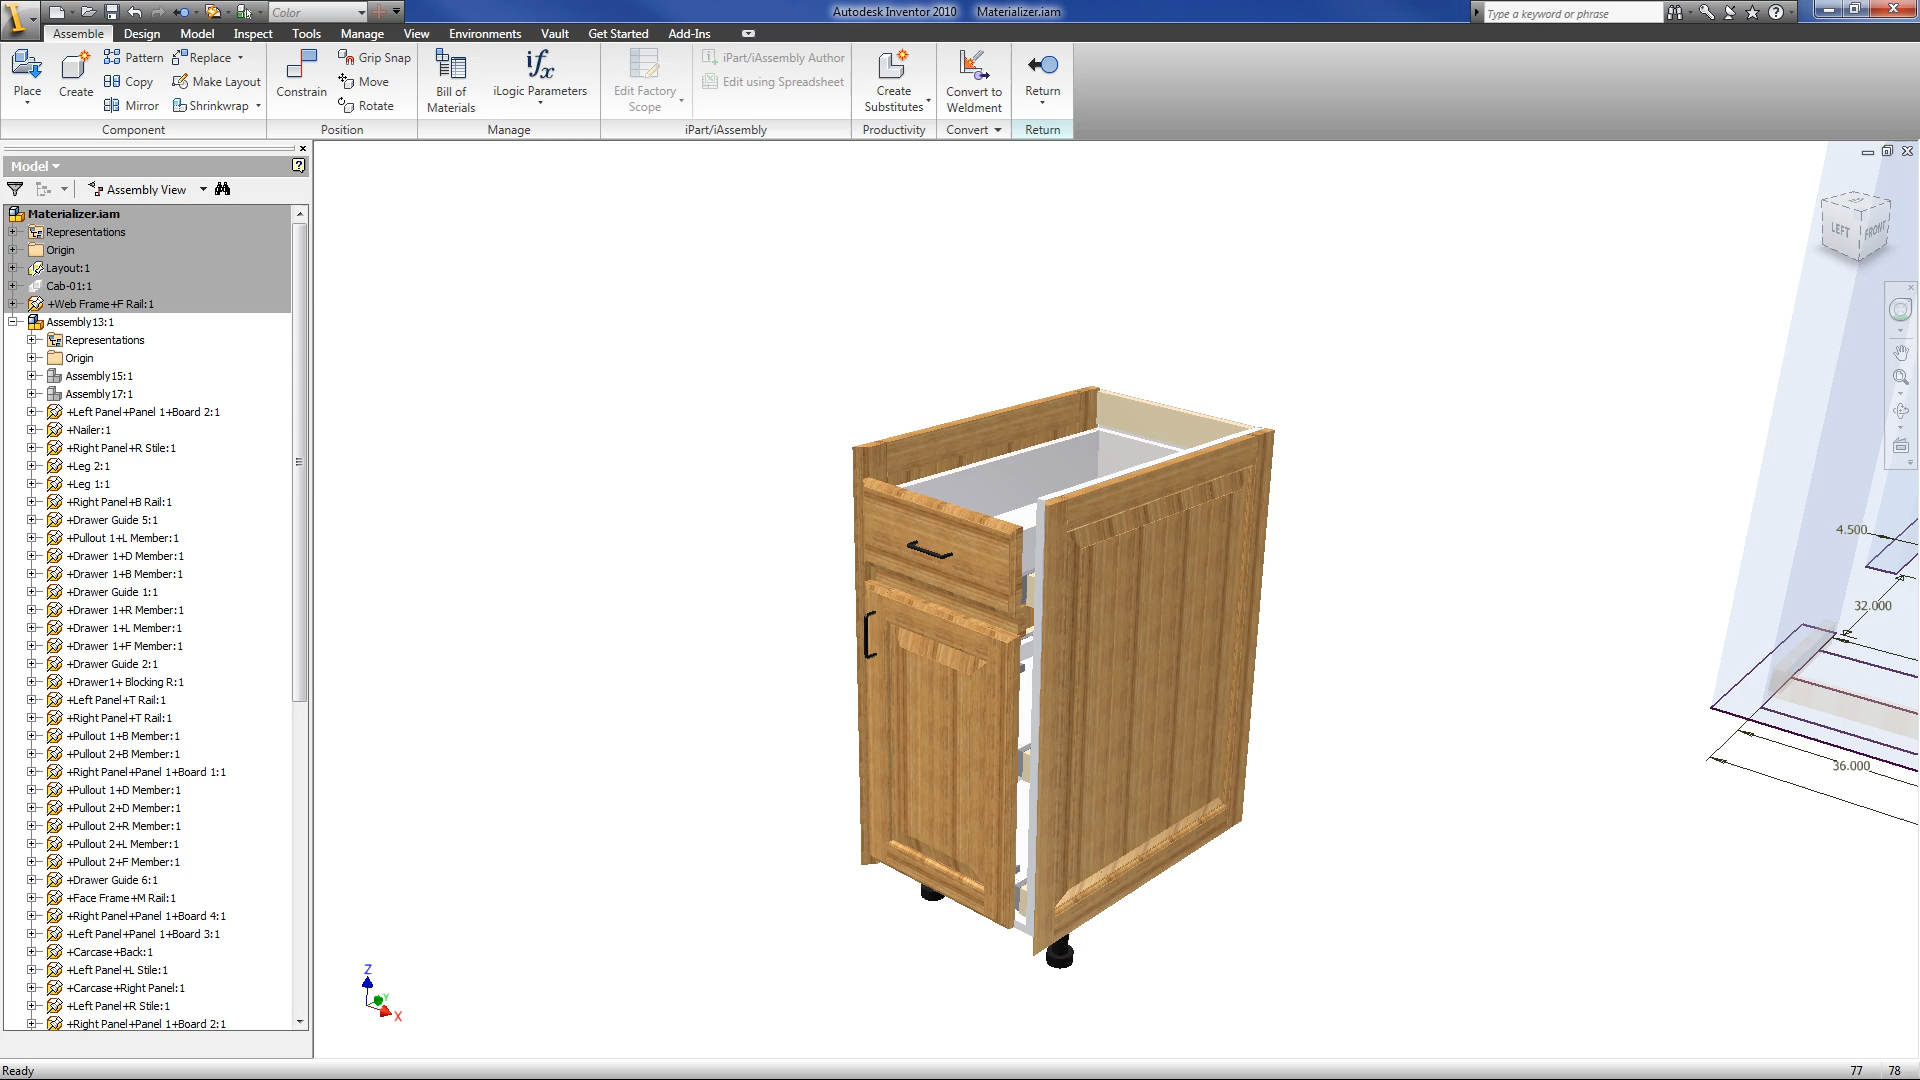 Color
Autodesk Inventor 2010 Materializer.iam
Type a keyword or phrase
Assemble Design Model Inspect Tools Manage View Environments Vault Get Started Add-Ins
Place
Create
Pattern
Copy
Mirror
Replace
Make Layout
Shrinkwrap
Component
Constrain
Grip Snap
Move
Rotate
Position
Bill of
Materials
iLogic Parameters
Manage
Edit Factory
Scope
iPart/iAssembly Author
Edit using Spreadsheet
iPart/iAssembly
Create
Substitutes
Productivity
Convert to
Weldment
Convert
Return
Return
Model
Assembly View
Materializer.iam
Representations
Origin
Layout:1
Cab-01:1
+Web Frame+F Rail:1
Assembly13:1
Representations
Origin
Assembly15:1
Assembly17:1
+Left Panel+Panel 1+Board 2:1
+Nailer:1
+Right Panel+R Stile:1
+Leg 2:1
+Leg 1:1
+Right Panel+B Rail:1
+Drawer Guide 5:1
+Pullout 1+L Member:1
+Drawer 1+D Member:1
+Drawer 1+B Member:1
+Drawer Guide 1:1
+Drawer 1+R Member:1
+Drawer 1+L Member:1
+Drawer 1+F Member:1
+Drawer Guide 2:1
+Drawer1+ Blocking R:1
+Left Panel+T Rail:1
+Right Panel+T Rail:1
+Pullout 1+B Member:1
+Pullout 2+B Member:1
+Right Panel+Panel 1+Board 1:1
+Pullout 1+D Member:1
+Pullout 2+D Member:1
+Pullout 2+R Member:1
+Pullout 2+L Member:1
+Pullout 2+F Member:1
+Drawer Guide 6:1
+Face Frame+M Rail:1
+Right Panel+Panel 1+Board 4:1
+Left Panel+Panel 1+Board 3:1
+Carcase+Back:1
+Left Panel+L Stile:1
+Carcase+Right Panel:1
+Left Panel+R Stile:1
+Right Panel+Panel 1+Board 2:1
LEFT FRONT
4.500
32.000
36.000
Z
Y
X
Ready
77 78